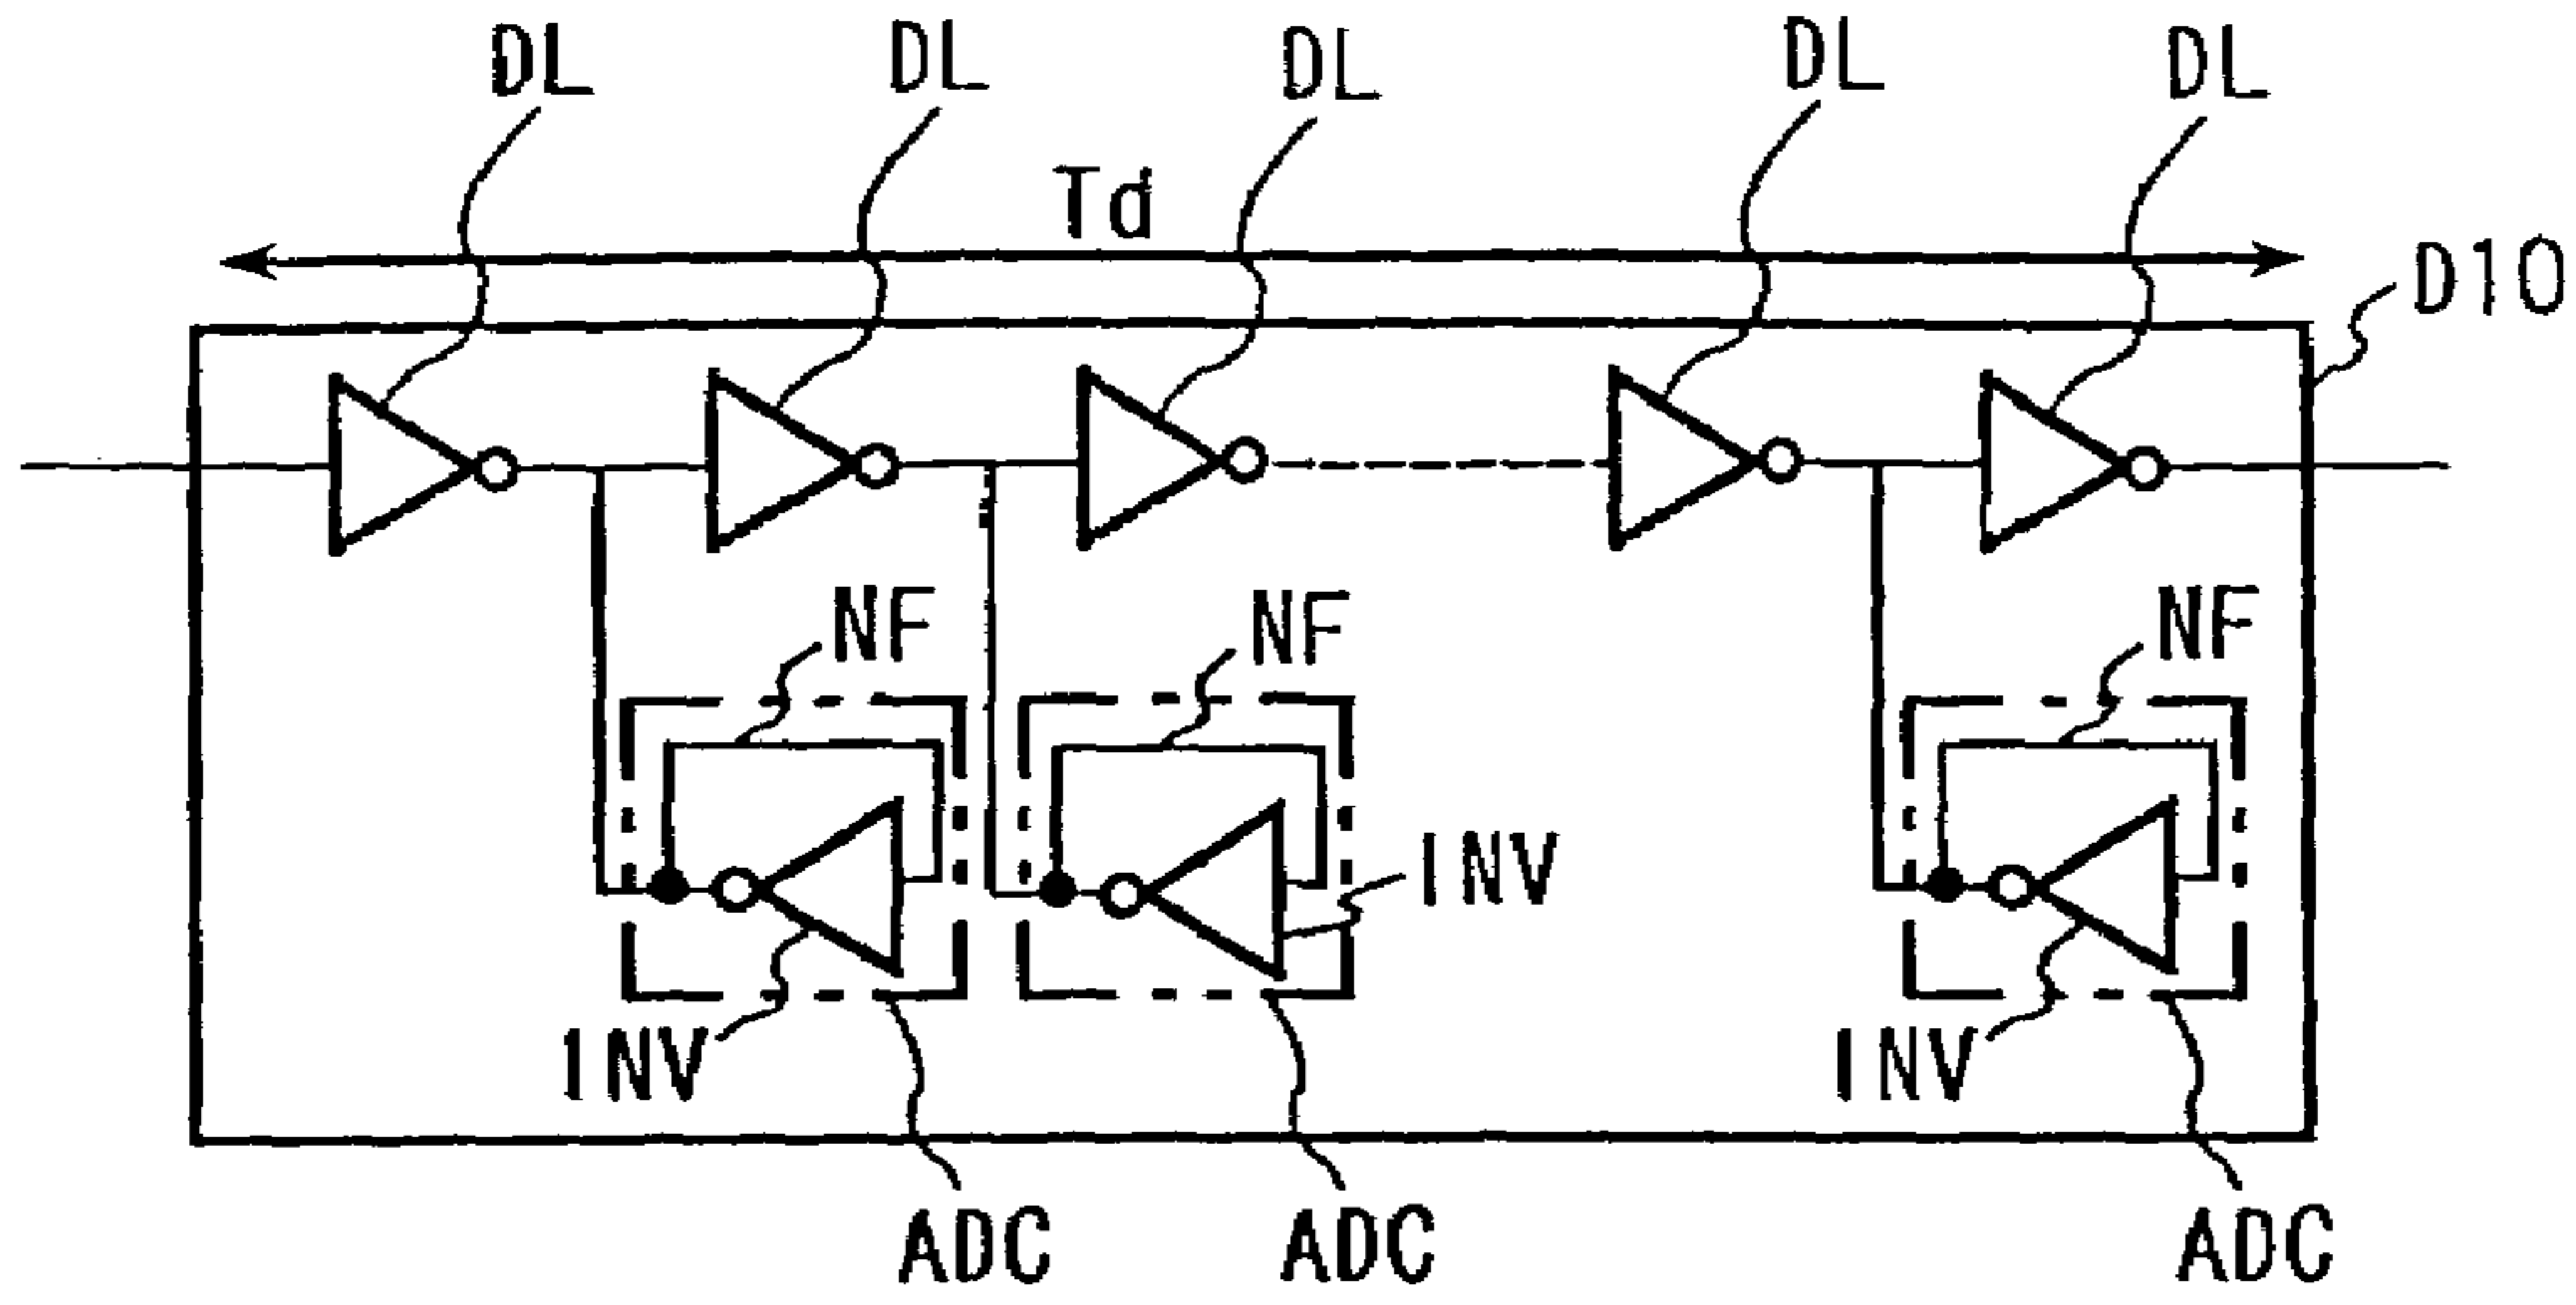 DL DL DL DL DL
Td
D10
NF NF NF
INV
INV INV
ADC ADC ADC